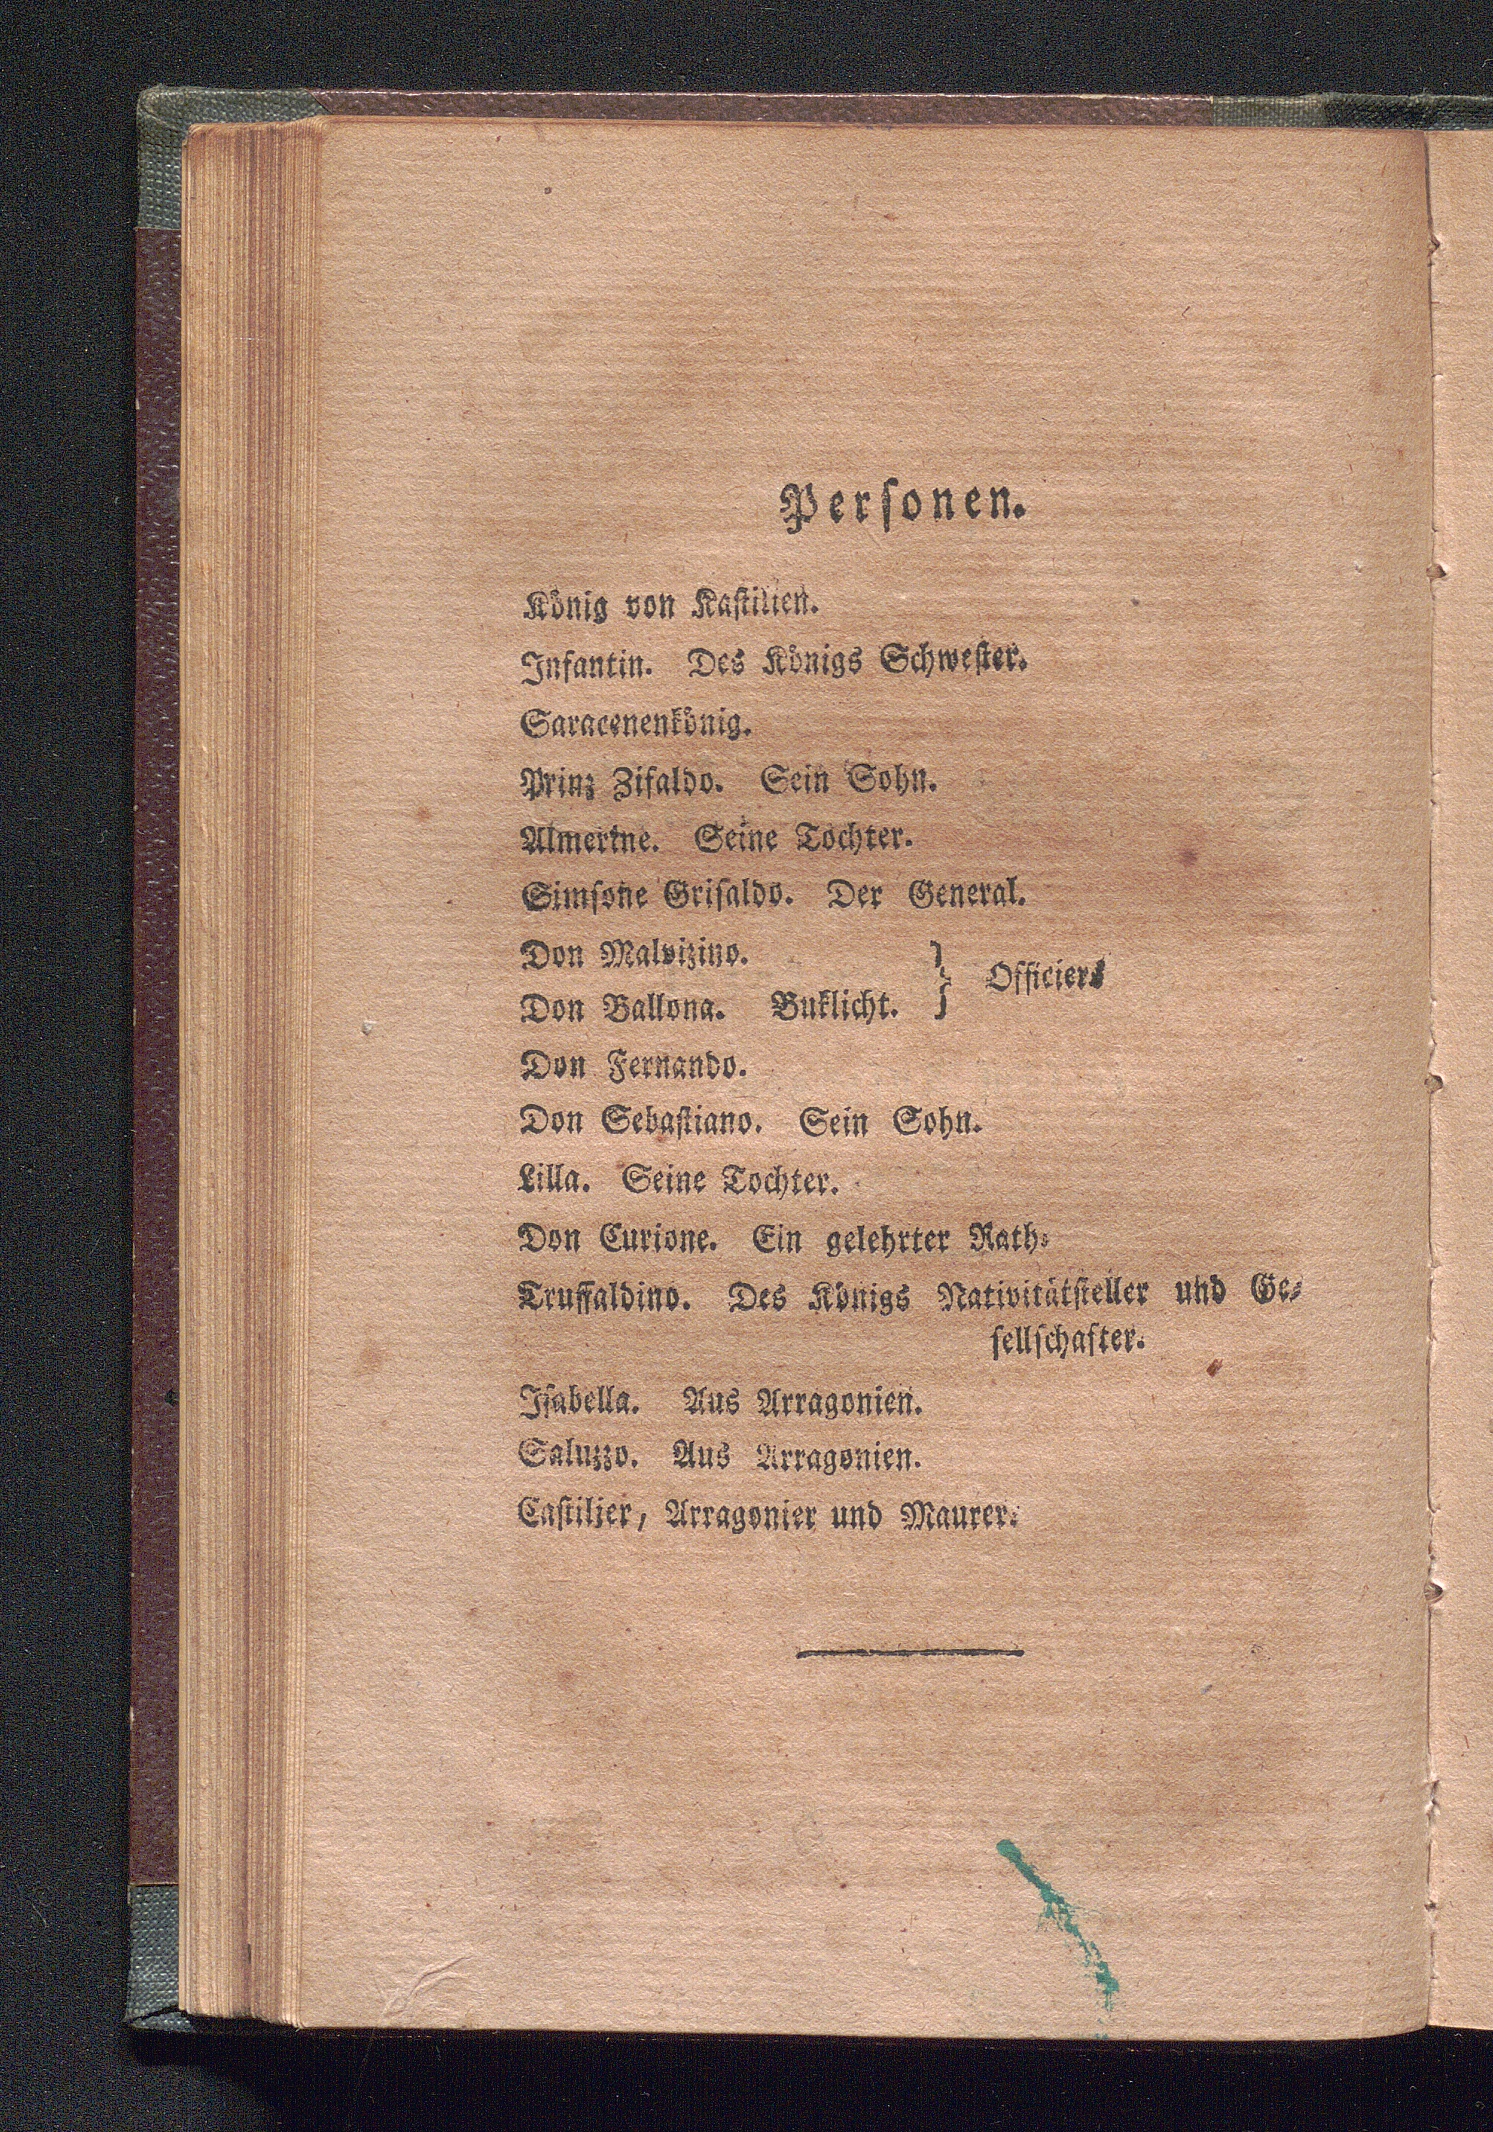 Perſonen.
König von Kaſtilien.
Infantin. Des Königs Schweſter.
Saracenenkönig.
Prinz Zifaldo. Sein Sohn.
Almerine. Seine Tochter.
Simſone Griſaldo. Der General.
Don Malvizino.
Don Ballona. Buklicht. } Officiers
Don Fernando.
Don Sebaſtiano. Sein Sohn.
Lilla. Seine Tochter.
Don Curione. Ein gelehrter Rath.
Truffaldino. Des Königs Nativitätſteller und Ge-
ſellſchafter.
Iſabella. Aus Arragonien.
Saluzzo. Aus Arragonien.
Caſtilier, Arragonier und Maurer.